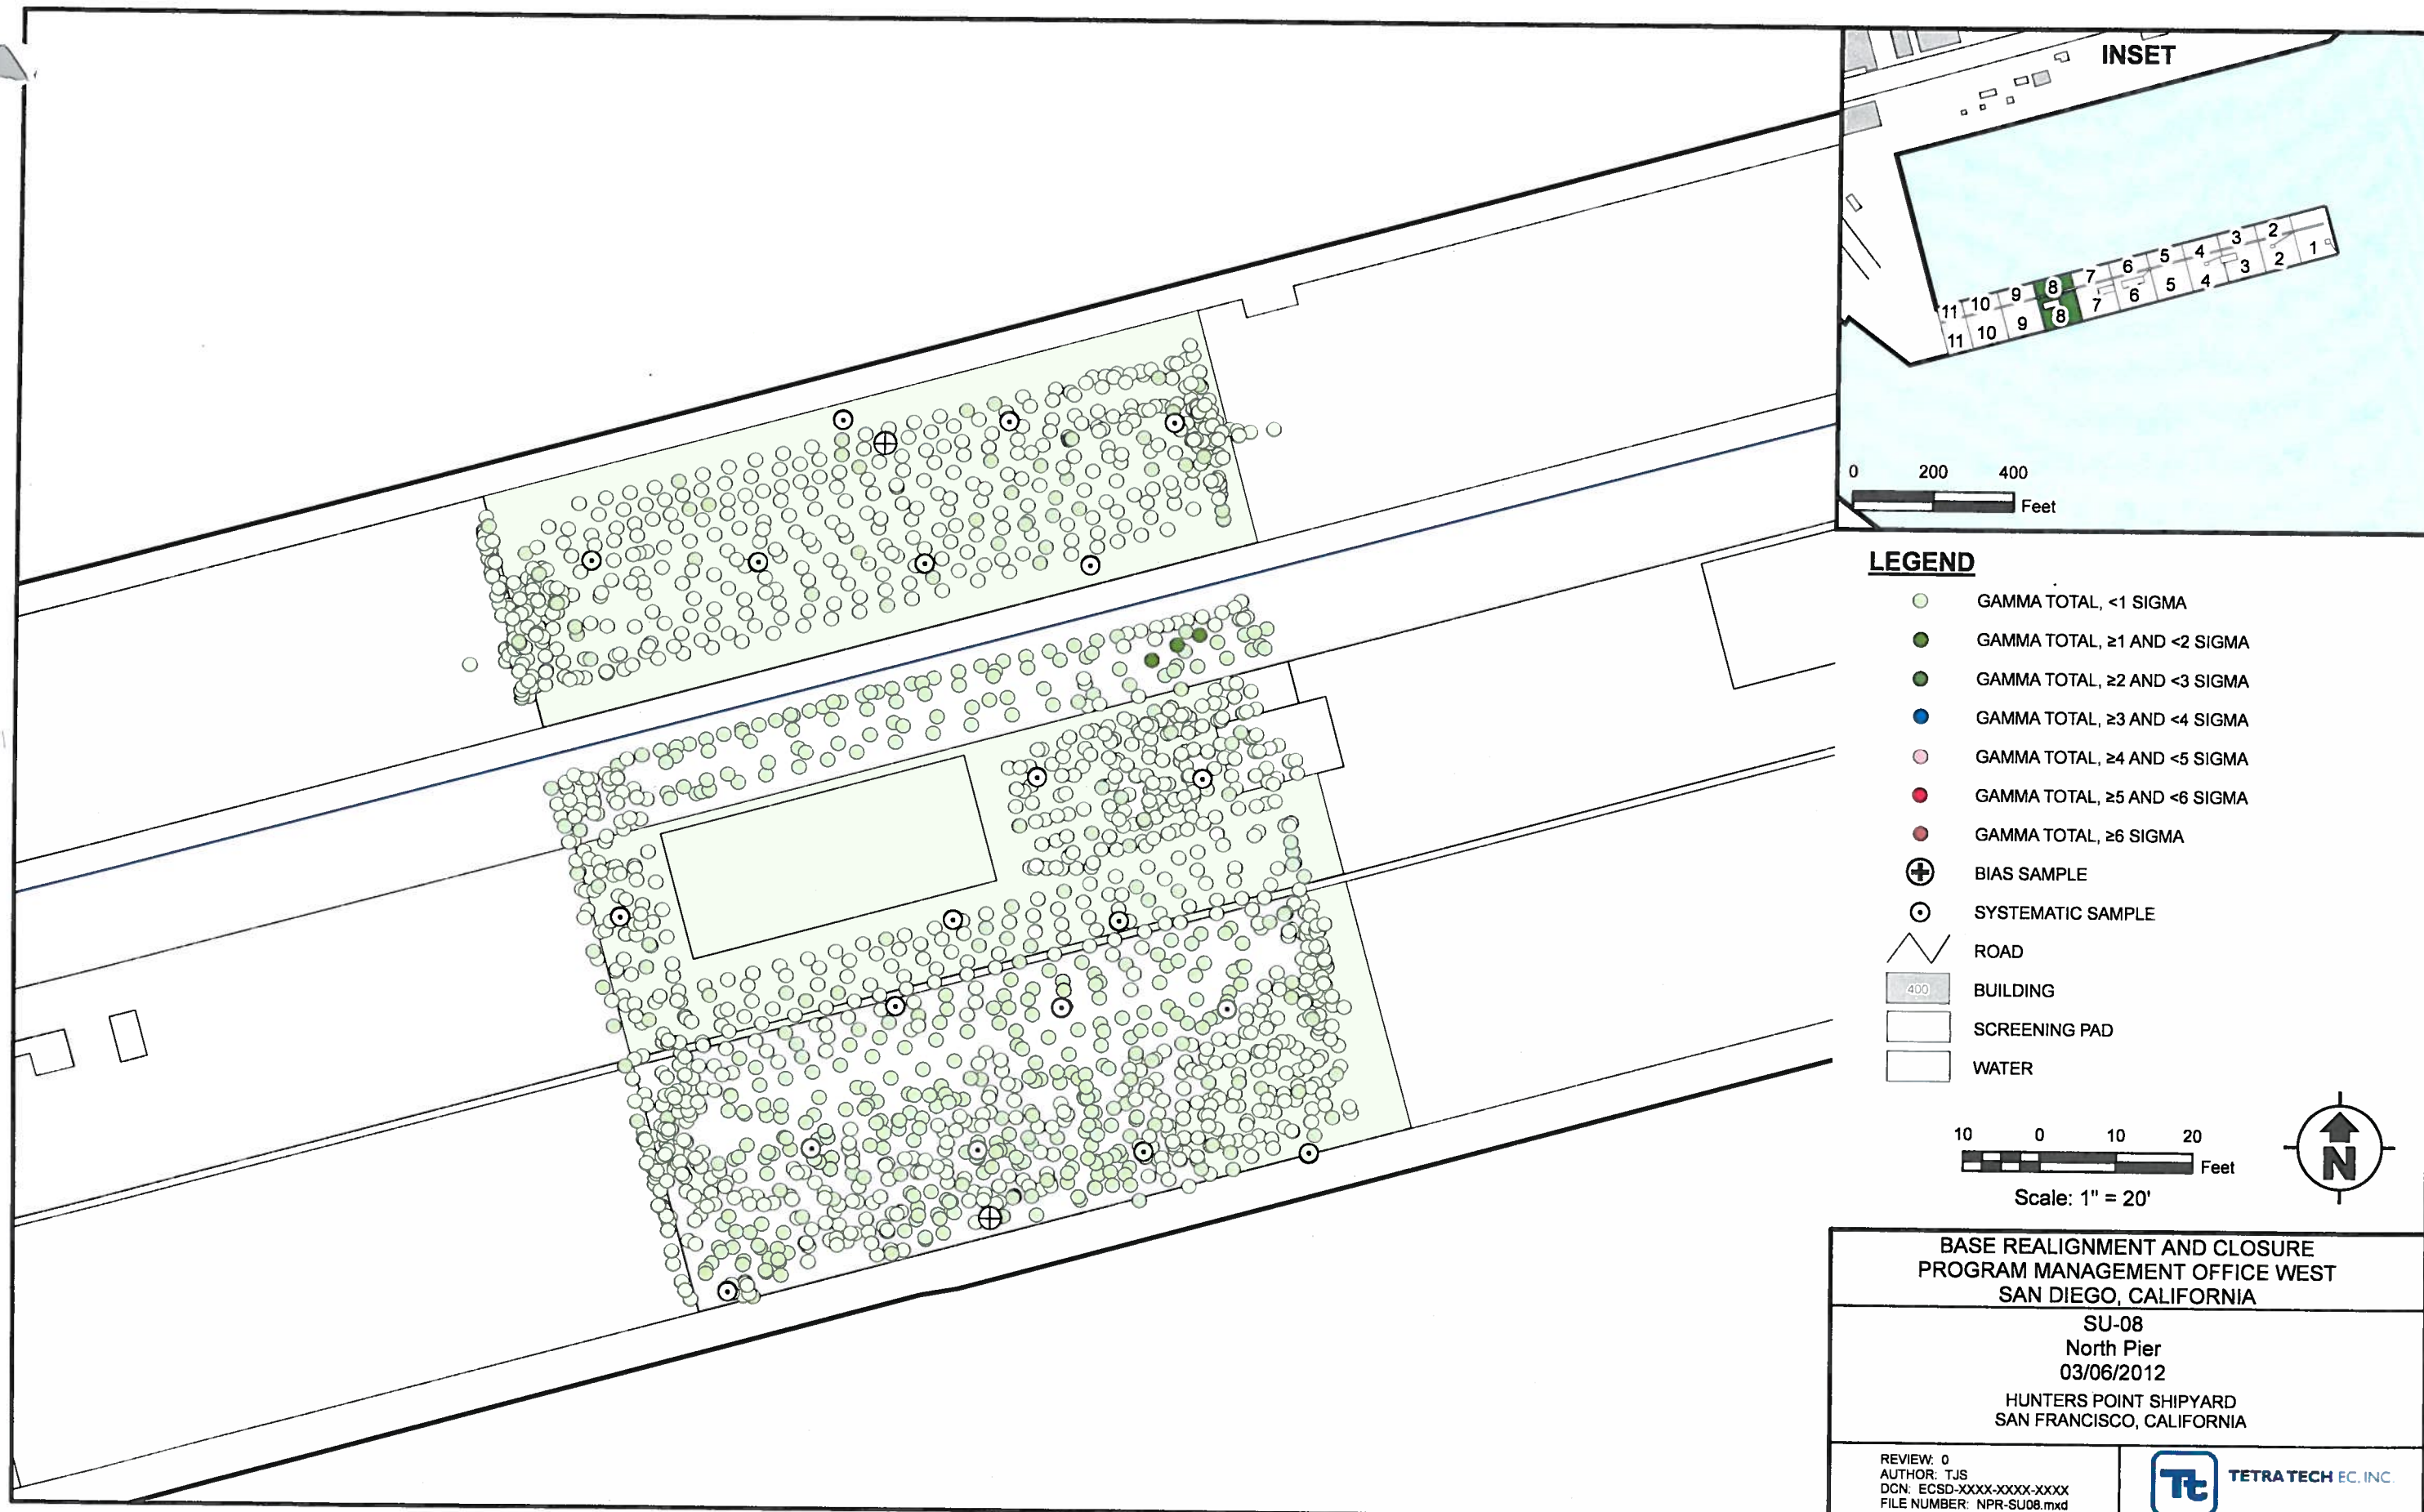 INSET
2
3
4
5
6
7
8
9
10
11
1
2
3
4
5
6
7
8
9
10
11
0 200 400
Feet
LEGEND
GAMMA TOTAL, <1 SIGMA
GAMMA TOTAL, ≥1 AND <2 SIGMA
GAMMA TOTAL, ≥2 AND <3 SIGMA
GAMMA TOTAL, ≥3 AND <4 SIGMA
GAMMA TOTAL, ≥4 AND <5 SIGMA
GAMMA TOTAL, ≥5 AND <6 SIGMA
GAMMA TOTAL, ≥6 SIGMA
BIAS SAMPLE
SYSTEMATIC SAMPLE
ROAD
400 BUILDING
SCREENING PAD
WATER
10 0 10 20
Feet
Scale: 1" = 20'
N
BASE REALIGNMENT AND CLOSURE
PROGRAM MANAGEMENT OFFICE WEST
SAN DIEGO, CALIFORNIA
SU-08
North Pier
03/06/2012
HUNTERS POINT SHIPYARD
SAN FRANCISCO, CALIFORNIA
REVIEW: 0
AUTHOR: TJS
DCN: ECSD-XXXX-XXXX-XXXX
FILE NUMBER: NPR-SU08.mxd
Tt TETRA TECH EC, INC.